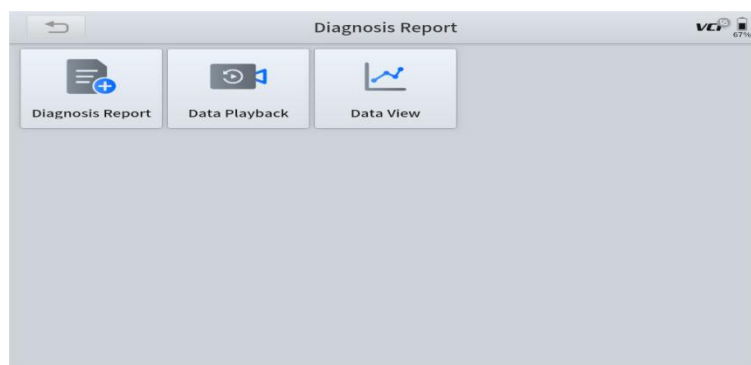 Diagnosis Report
VCI
67%
Diagnosis Report
Data Playback
Data View